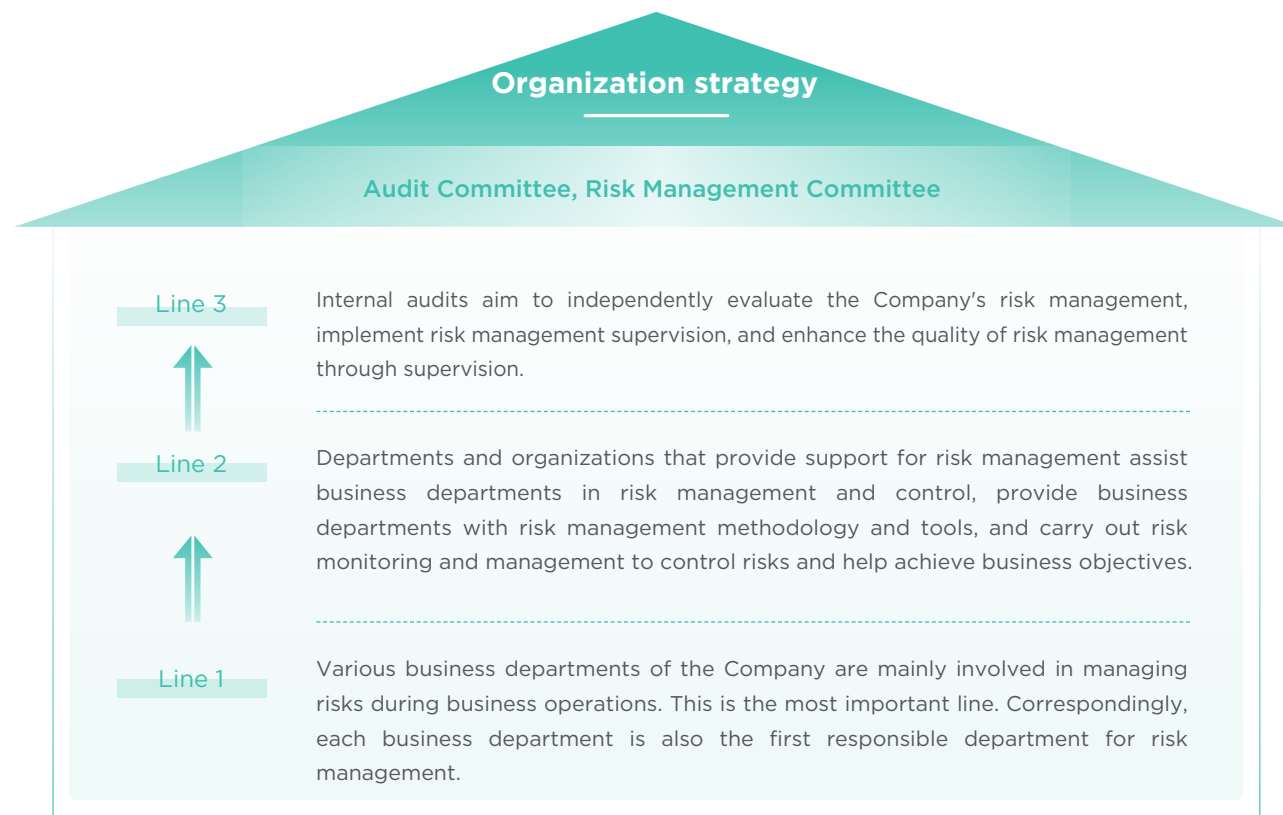 Organization strategy
Audit Committee, Risk Management Committee
Line 3
Internal audits aim to independently evaluate the Company's risk management,
implement risk management supervision, and enhance the quality of risk management
through supervision.
Line 2
Departments and organizations that provide support for risk management assist
business departments in risk management and control, provide business
departments with risk management methodology and tools, and carry out risk
monitoring and management to control risks and help achieve business objectives.
Line 1
Various business departments of the Company are mainly involved in managing
risks during business operations. This is the most important line. Correspondingly,
each business department is also the first responsible department for risk
management.